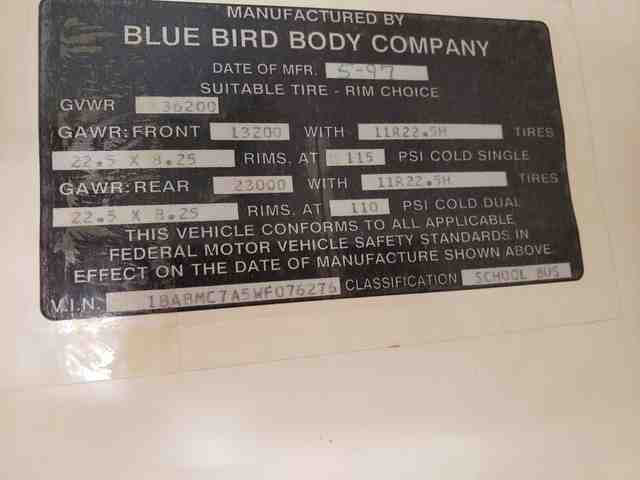 MANUFACTURED BY
BLUE BIRD BODY COMPANY
DATE OF MFR. 5-97
SUITABLE TIRE - RIM CHOICE
GVWR 36200
GAWR: FRONT 13200 WITH 11R22.5H TIRES
22.5 X 8.25 RIMS. AT 115 PSI COLD SINGLE
GAWR: REAR 23000 WITH 11R22.5H TIRES
22.5 X 8.25 RIMS. AT 110 PSI COLD DUAL
THIS VEHICLE CONFORMS TO ALL APPLICABLE
FEDERAL MOTOR VEHICLE SAFETY STANDARDS IN
EFFECT ON THE DATE OF MANUFACTURE SHOWN ABOVE
V.I.N. 1BABMC7A5WF076276 CLASSIFICATION SCHOOL BUS